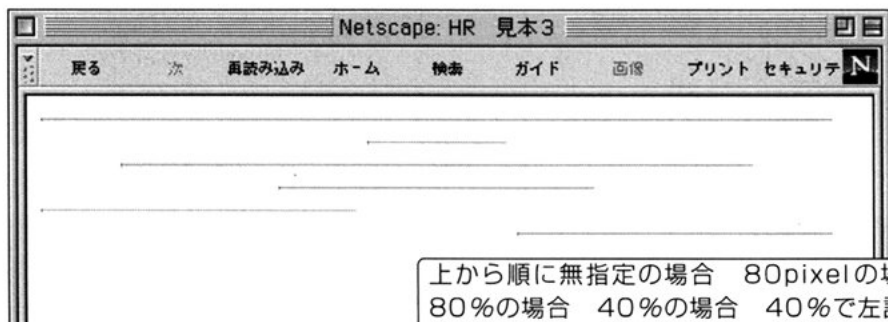 Netscape: HR 見本3
戻る 次 再読み込み ホーム 検索 ガイド 画像 プリント セキュリテ N
上から順に無指定の場合 80pixelの場
80%の場合 40%の場合 40%で左